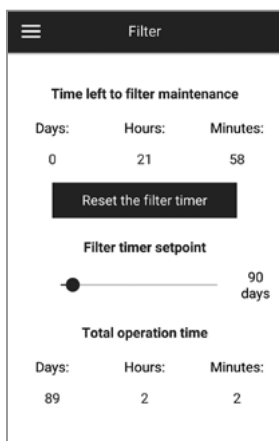 Filter
Time left to filter maintenance
Days: Hours: Minutes:
0 21 58
Reset the filter timer
Filter timer setpoint
90
days
Total operation time
Days: Hours: Minutes:
89 2 2